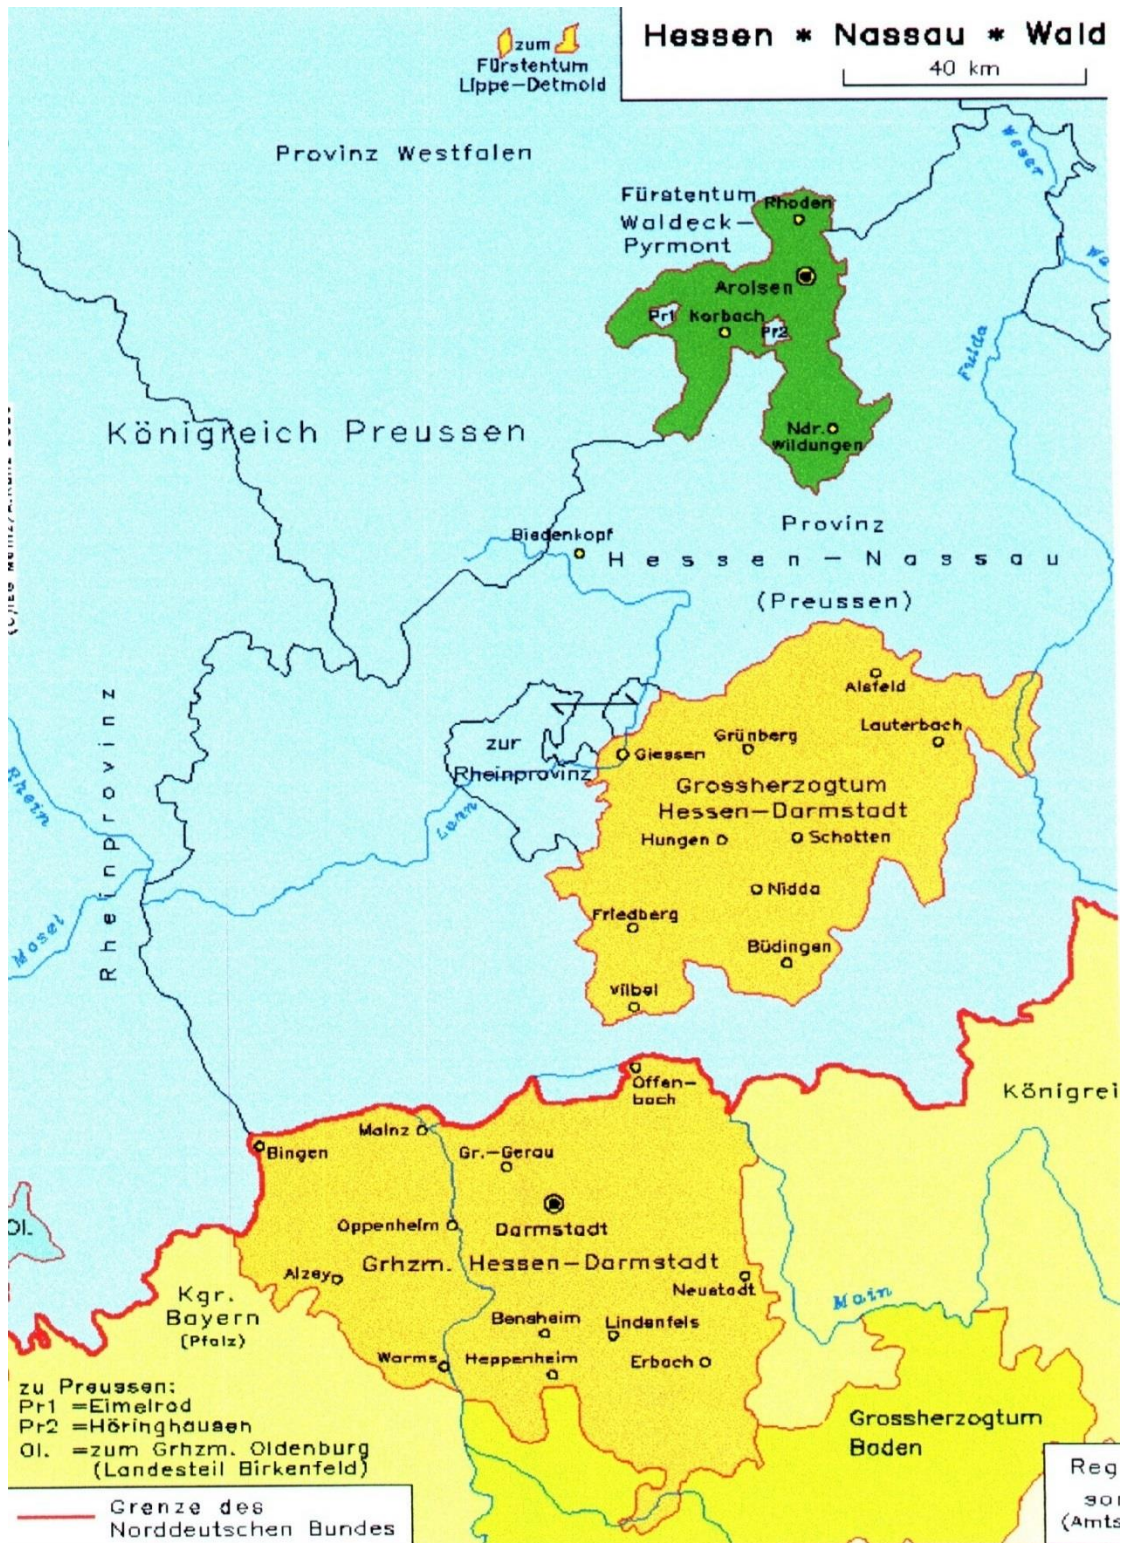 Hessen * Nassau * Wald
40 km
zum
Fürstentum
Lippe-Detmold
Provinz Westfalen
Weser
Fürstentum
Waldeck-
Pyrmont
Rhoden
Arolsen
Pr1
Korbach
Pr2
Fulda
Königreich Preussen
Ndr.
Wildungen
Provinz
Hessen-Nassau
(Preussen)
Biedenkopf
Rheinprovinz
zur
Rheinprovinz
Alsfeld
Lauterbach
Grünberg
Giessen
Grossherzogtum
Hessen-Darmstadt
Hungen
Schotten
Rhein
Lahn
Nidda
Mosel
Friedberg
Büdingen
Vilbel
Offen-
bach
Königrei
Mainz
Bingen
Gr.-Gerau
Ol.
Oppenheim
Darmstadt
Grhzm. Hessen-Darmstadt
Alzey
Neustadt
Main
Kgr.
Bayern
(Pfalz)
Bensheim
Lindenfels
Worms
Heppenheim
Erbach
zu Preussen:
Pr1 =Eimelrod
Pr2 =Höringhausen
Ol. =zum Grhzm. Oldenburg
(Landesteil Birkenfeld)
Grossherzogtum
Baden
Grenze des
Norddeutschen Bundes
Reg
(Amts